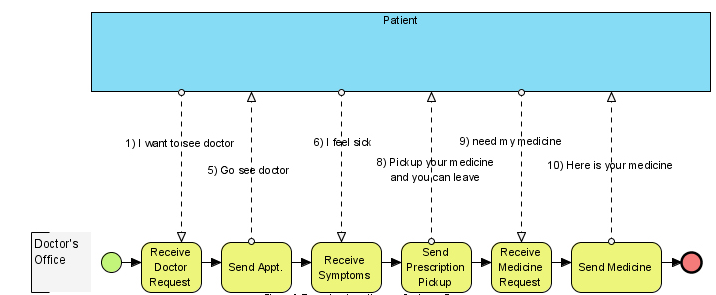 Patient
1) I want to see doctor
6) I feel sick
9) need my medicine
5) Go see doctor
8) Pickup your medicine
and you can leave
10) Here is your medicine
Doctor's
Office
Receive
Doctor
Request
Send Appt.
Receive
Symptoms
Send
Prescription
Pickup
Receive
Medicine
Request
Send Medicine